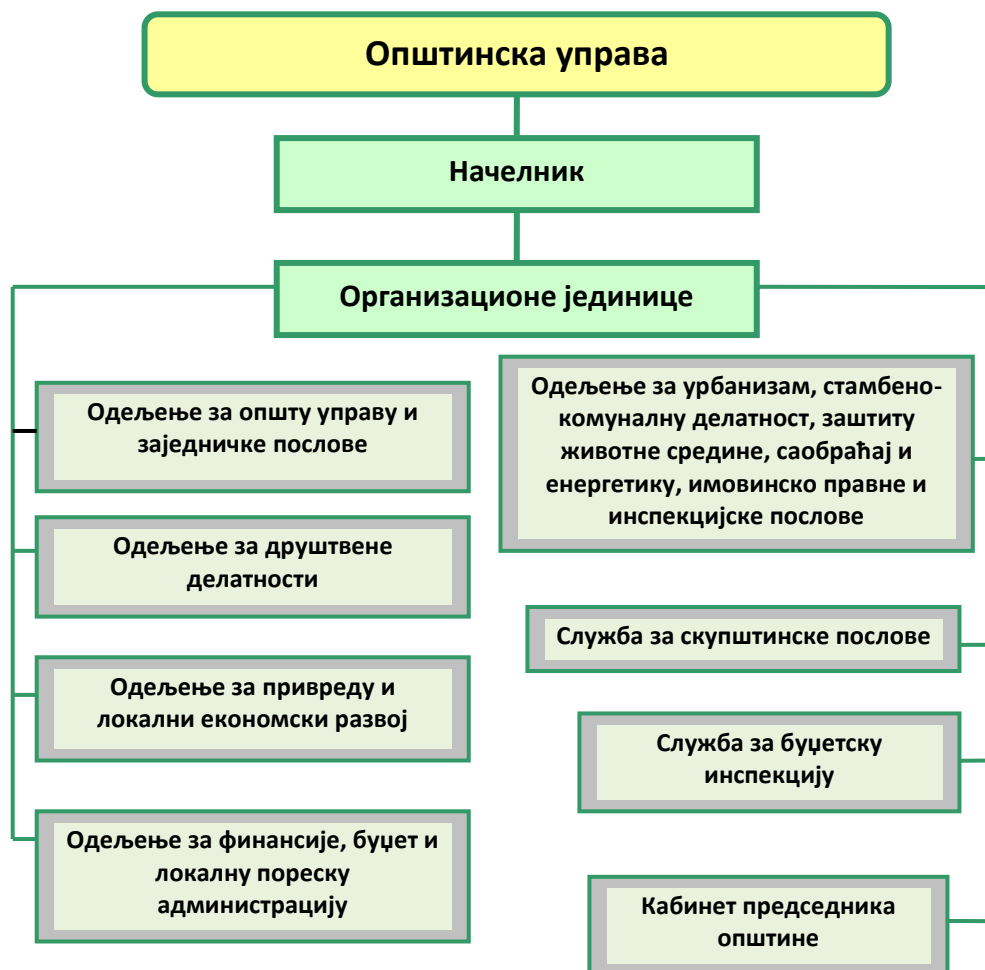 Општинска управа
Начелник
Организационе јединице
Одељење за општу управу и
заједничке послове
Одељење за друштвене
делатности
Одељење за привреду и
локални економски развој
Одељење за финансије, буџет и
локалну пореску
администрацију
Одељење за урбанизам, стамбено-
комуналну делатност, заштиту
животне средине, саобраћај и
енергетику, имовинско правне и
инспекцијске послове
Служба за скупштинске послове
Служба за буџетску
инспекцију
Кабинет председника
општине